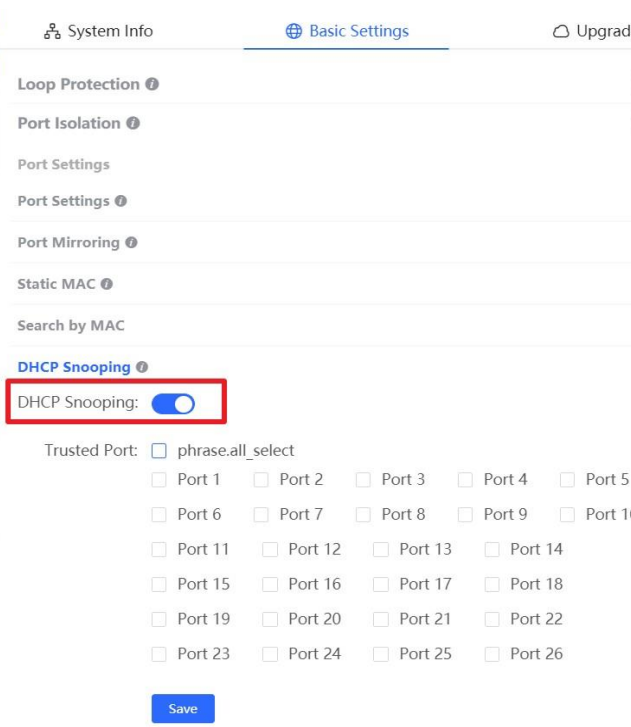 System Info Basic Settings Upgrad
Loop Protection
Port Isolation
Port Settings
Port Settings
Port Mirroring
Static MAC
Search by MAC
DHCP Snooping
DHCP Snooping:
Trusted Port: phrase.all_select
Port 1 Port 2 Port 3 Port 4 Port 5
Port 6 Port 7 Port 8 Port 9 Port 10
Port 11 Port 12 Port 13 Port 14
Port 15 Port 16 Port 17 Port 18
Port 19 Port 20 Port 21 Port 22
Port 23 Port 24 Port 25 Port 26
Save